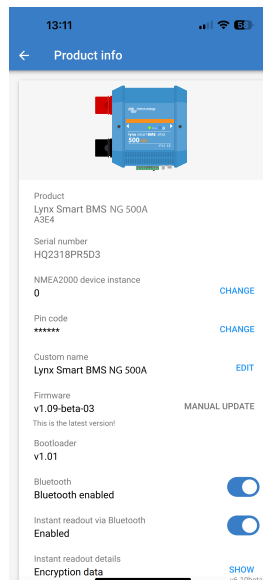 13:11
Product info
500
Product
Lynx Smart BMS NG 500A
A3E4
Serial number
HQ2318PR5D3
NMEA2000 device instance
0
CHANGE
Pin code
******
CHANGE
Custom name
Lynx Smart BMS NG 500A
EDIT
Firmware
v1.09-beta-03
MANUAL UPDATE
This is the latest version!
Bootloader
v1.01
Bluetooth
Bluetooth enabled
Instant readout via Bluetooth
Enabled
Instant readout details
Encryption data
SHOW